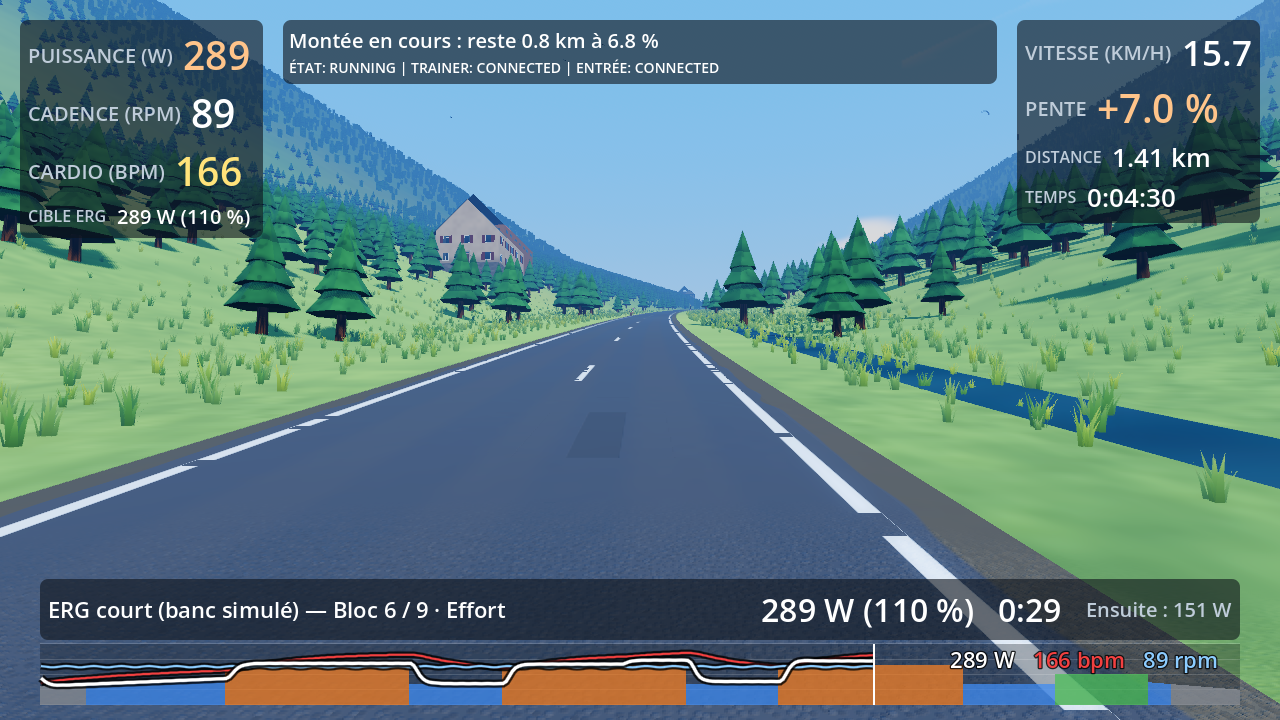 PUISSANCE (W) 289
CADENCE (RPM) 89
CARDIO (BPM) 166
CIBLE ERG 289 W (110 %)
Montée en cours : reste 0.8 km à 6.8 %
ÉTAT: RUNNING | TRAINER: CONNECTED | ENTRÉE: CONNECTED
VITESSE (KM/H) 15.7
PENTE +7.0 %
DISTANCE 1.41 km
TEMPS 0:04:30
ERG court (banc simulé) — Bloc 6 / 9 · Effort 289 W (110 %) 0:29 Ensuite : 151 W
289 W 166 bpm 89 rpm